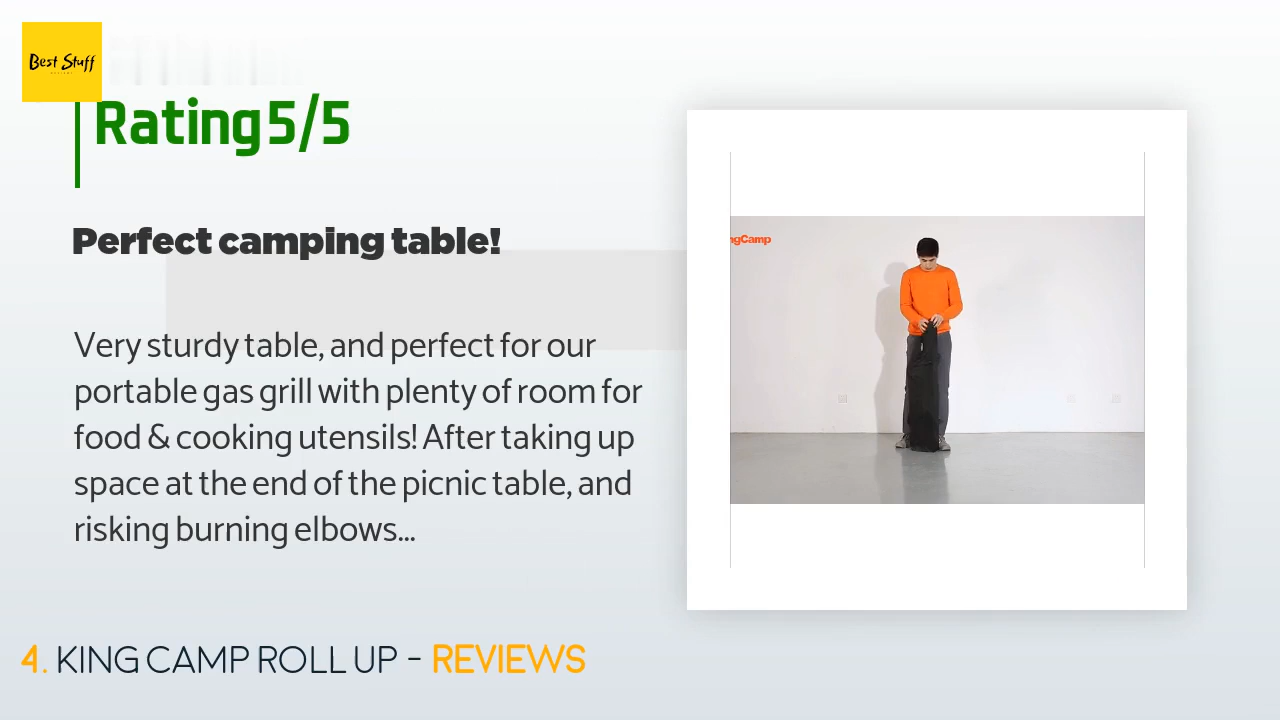 Best Stuff
Rating 5/5
Perfect camping table!
Very sturdy table, and perfect for our
portable gas grill with plenty of room for
food & cooking utensils! After taking up
space at the end of the picnic table, and
risking burning elbows...
ngCamp
4. KING CAMP ROLL UP - REVIEWS